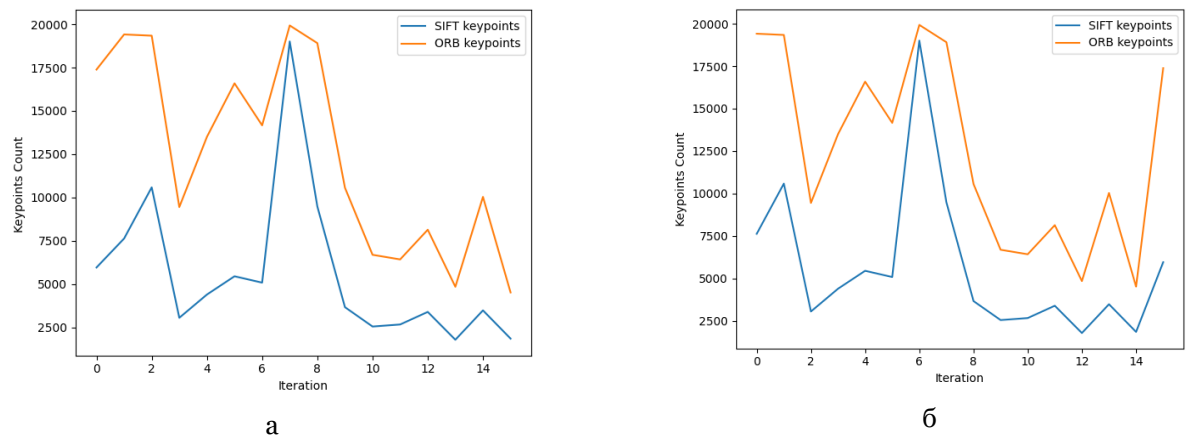 SIFT keypoints
ORB keypoints
20000
17500
15000
12500
10000
7500
5000
2500
Keypoints Count
0 2 4 6 8 10 12 14
Iteration
а
SIFT keypoints
ORB keypoints
20000
17500
15000
12500
10000
7500
5000
2500
Keypoints Count
0 2 4 6 8 10 12 14
Iteration
б